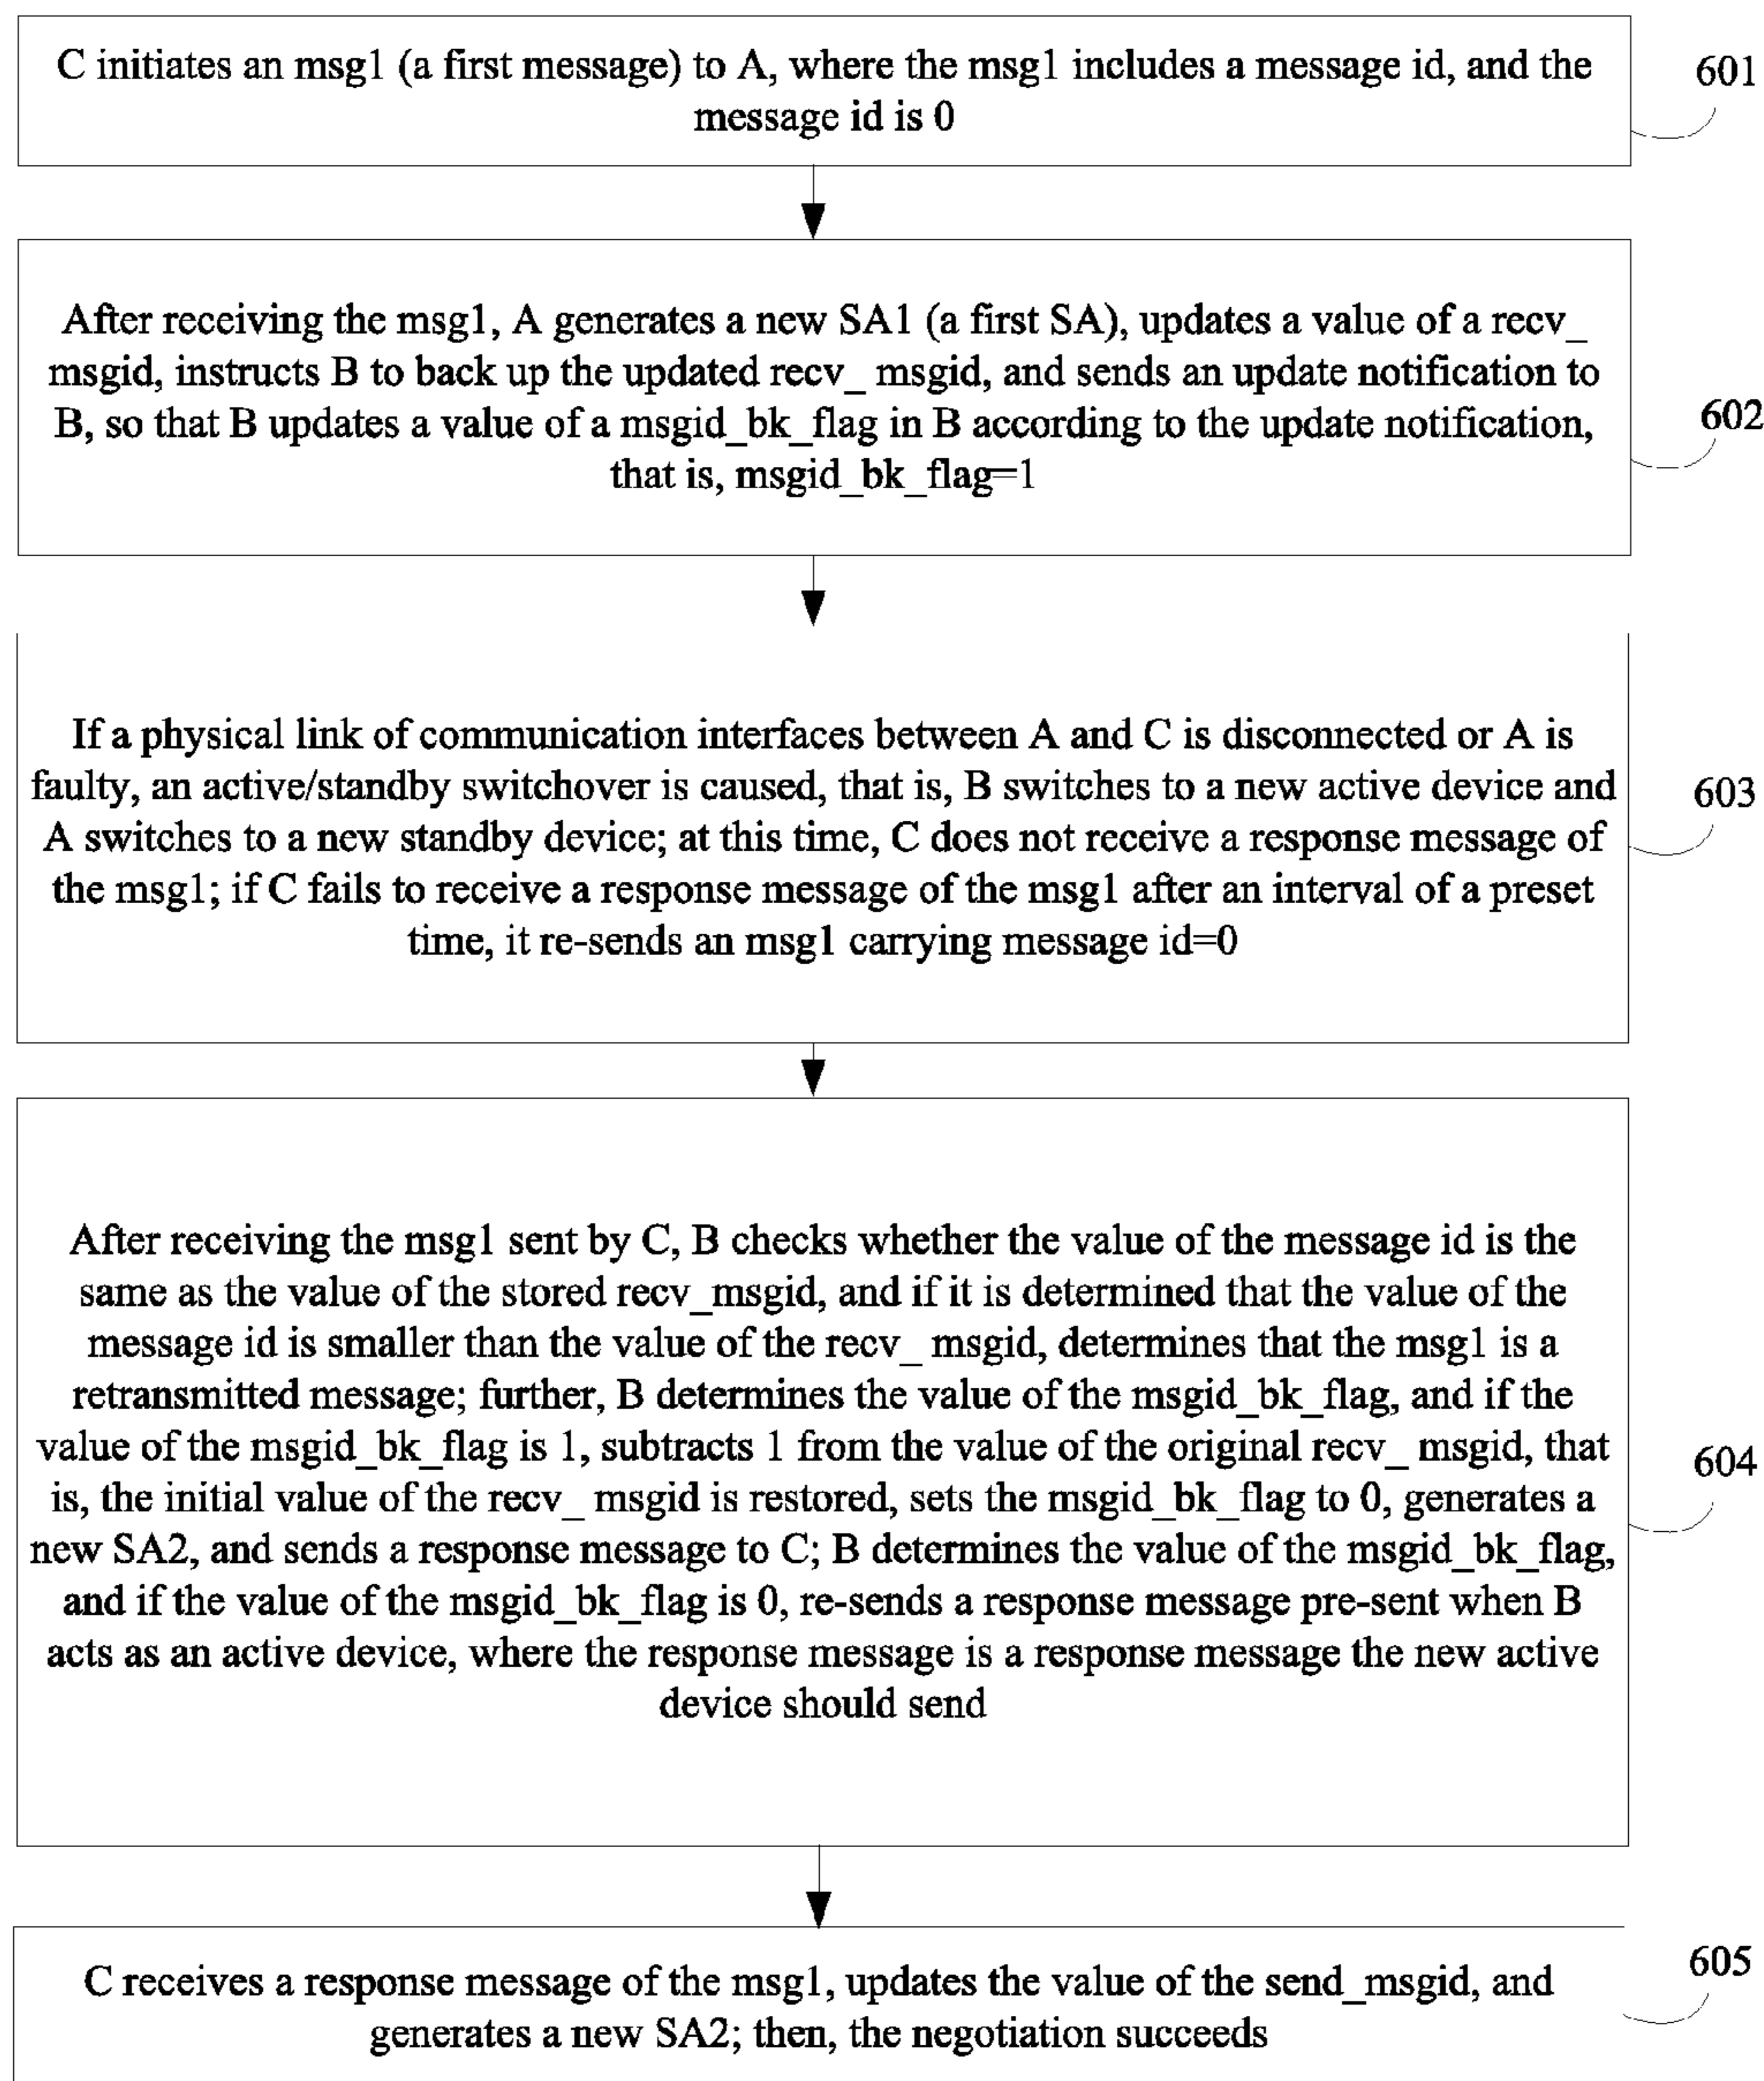 C initiates an msg1 (a first message) to A, where the msg1 includes a message id, and the
message id is 0
601
After receiving the msg1, A generates a new SA1 (a first SA), updates a value of a recv_
msgid, instructs B to back up the updated recv_ msgid, and sends an update notification to
B, so that B updates a value of a msgid_bk_flag in B according to the update notification,
that is, msgid_bk_flag=1
602
If a physical link of communication interfaces between A and C is disconnected or A is
faulty, an active/standby switchover is caused, that is, B switches to a new active device and
A switches to a new standby device; at this time, C does not receive a response message of
the msg1; if C fails to receive a response message of the msg1 after an interval of a preset
time, it re-sends an msg1 carrying message id=0
603
After receiving the msg1 sent by C, B checks whether the value of the message id is the
same as the value of the stored recv_msgid, and if it is determined that the value of the
message id is smaller than the value of the recv_ msgid, determines that the msg1 is a
retransmitted message; further, B determines the value of the msgid_bk_flag, and if the
value of the msgid_bk_flag is 1, subtracts 1 from the value of the original recv_ msgid, that
is, the initial value of the recv_ msgid is restored, sets the msgid_bk_flag to 0, generates a
new SA2, and sends a response message to C; B determines the value of the msgid_bk_flag,
and if the value of the msgid_bk_flag is 0, re-sends a response message pre-sent when B
acts as an active device, where the response message is a response message the new active
device should send
604
C receives a response message of the msg1, updates the value of the send_msgid, and
generates a new SA2; then, the negotiation succeeds
605